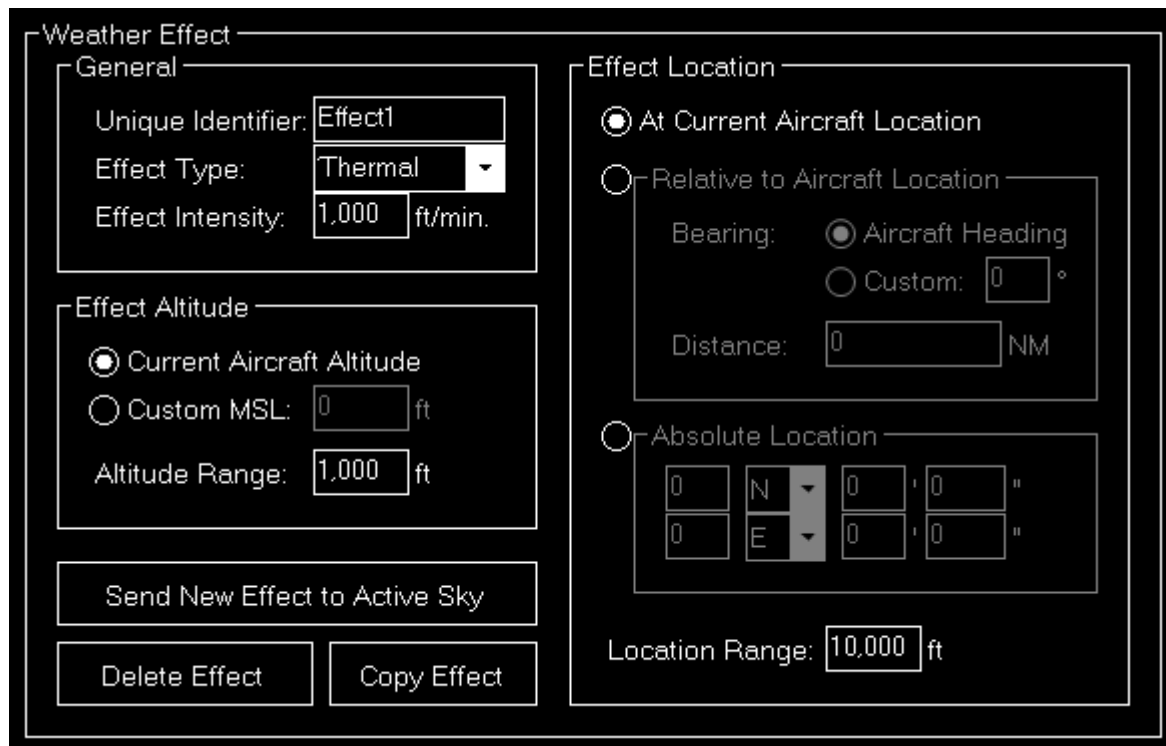 Weather Effect
General
Unique Identifier: Effect1
Effect Type: Thermal
Effect Intensity: 1,000 ft/min.
Effect Altitude
Current Aircraft Altitude
Custom MSL: 0 ft
Altitude Range: 1,000 ft
Send New Effect to Active Sky
Delete Effect Copy Effect
Effect Location
At Current Aircraft Location
Relative to Aircraft Location
Bearing: Aircraft Heading
Custom: 0 °
Distance: 0 NM
Absolute Location
0 N 0 ' 0 "
0 E 0 ' 0 "
Location Range: 10,000 ft